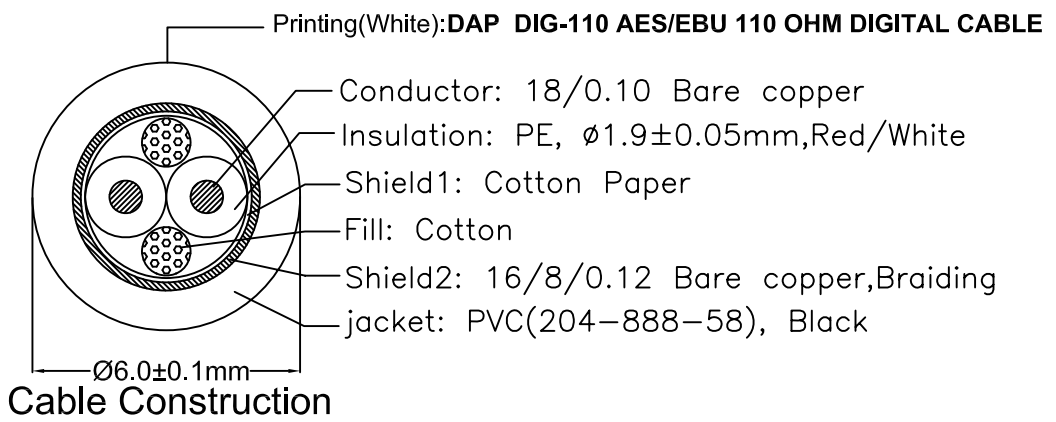 Printing(White):DAP DIG-110 AES/EBU 110 OHM DIGITAL CABLE
Conductor: 18/0.10 Bare copper
Insulation: PE, ø1.9±0.05mm,Red/White
Shield1: Cotton Paper
Fill: Cotton
Shield2: 16/8/0.12 Bare copper,Braiding
jacket: PVC(204-888-58), Black
Ø6.0±0.1mm
Cable Construction